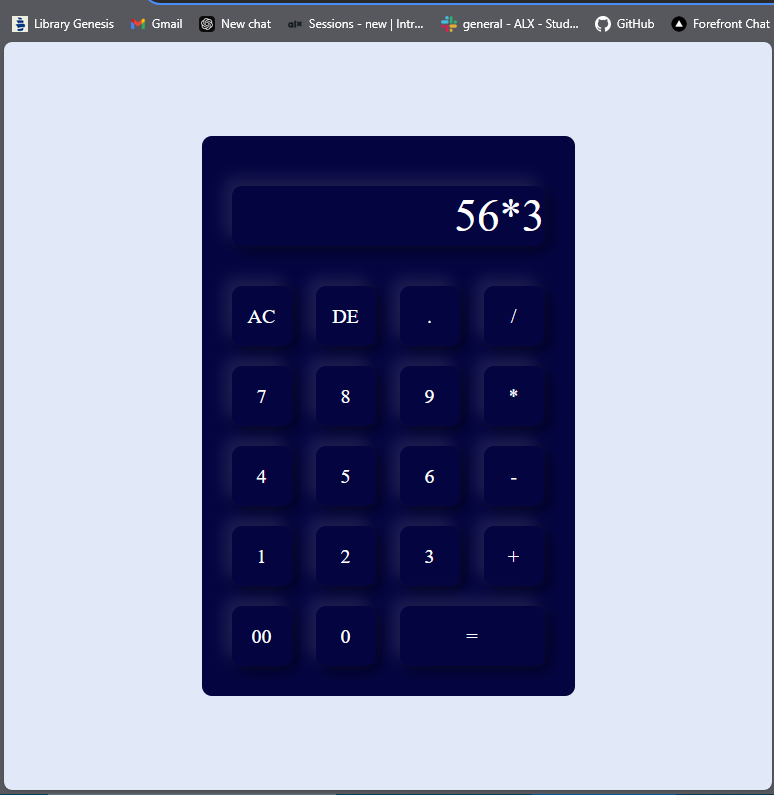 Library Genesis Gmail New chat alx Sessions - new | Intr... general - ALX - Stud... GitHub Forefront Chat
56*3
AC DE . /
7 8 9 *
4 5 6 -
1 2 3 +
00 0 =